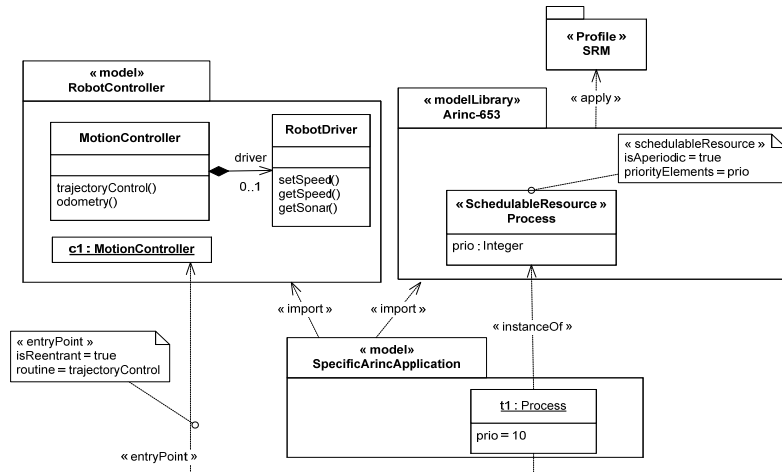 « Profile »
SRM
« apply »
« model»
RobotController
MotionController
trajectoryControl()
odometry()
driver
0..1
RobotDriver
setSpeed()
getSpeed()
getSonar()
c1 : MotionController
« modelLibrary»
Arinc-653
« schedulableResource »
isAperiodic = true
priorityElements = prio
« SchedulableResource »
Process
prio : Integer
« import »
« import »
« instanceOf »
« entryPoint »
isReentrant = true
routine = trajectoryControl
« entryPoint »
« model»
SpecificArincApplication
t1 : Process
prio = 10